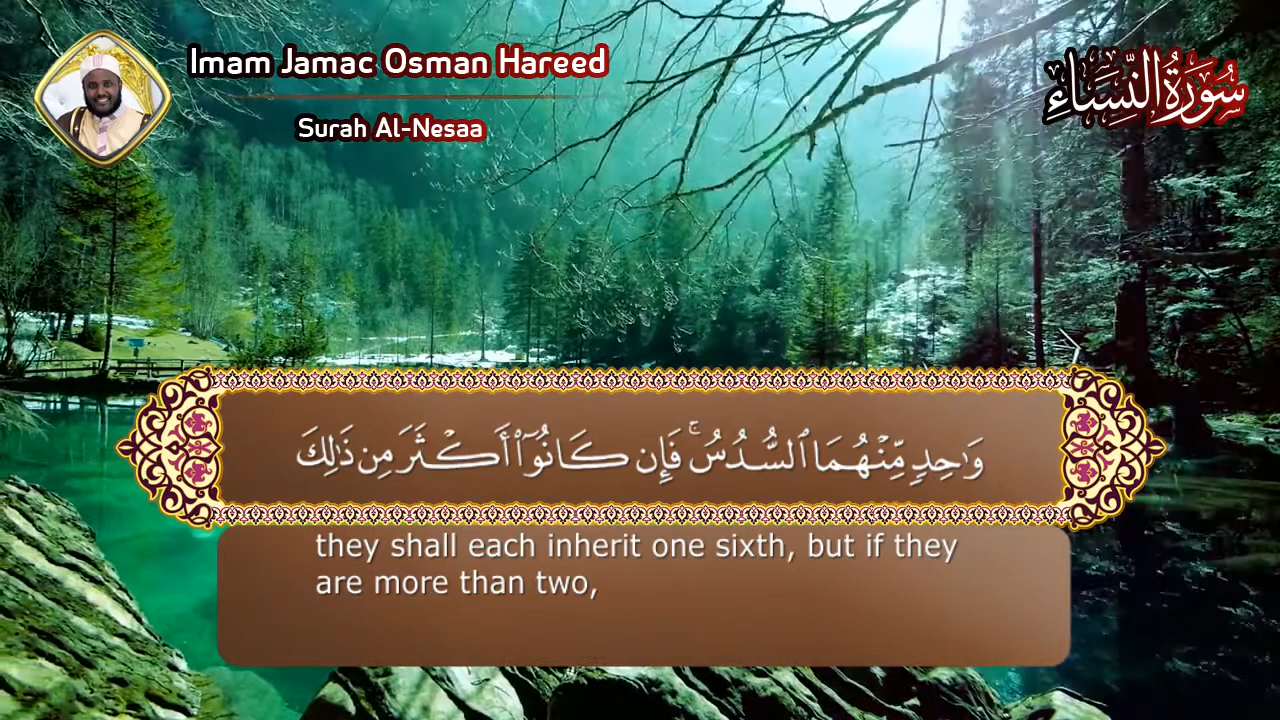 Imam Jamac Osman Hareed
Surah Al-Nesaa
سُورَةُ النِّسَاءِ
وَٰحِدٍ مِّنْهُمَا ٱلسُّدُسُ ۚ فَإِن كَانُوٓا۟ أَكْثَرَ مِن ذَٰلِكَ
they shall each inherit one sixth, but if they
are more than two,